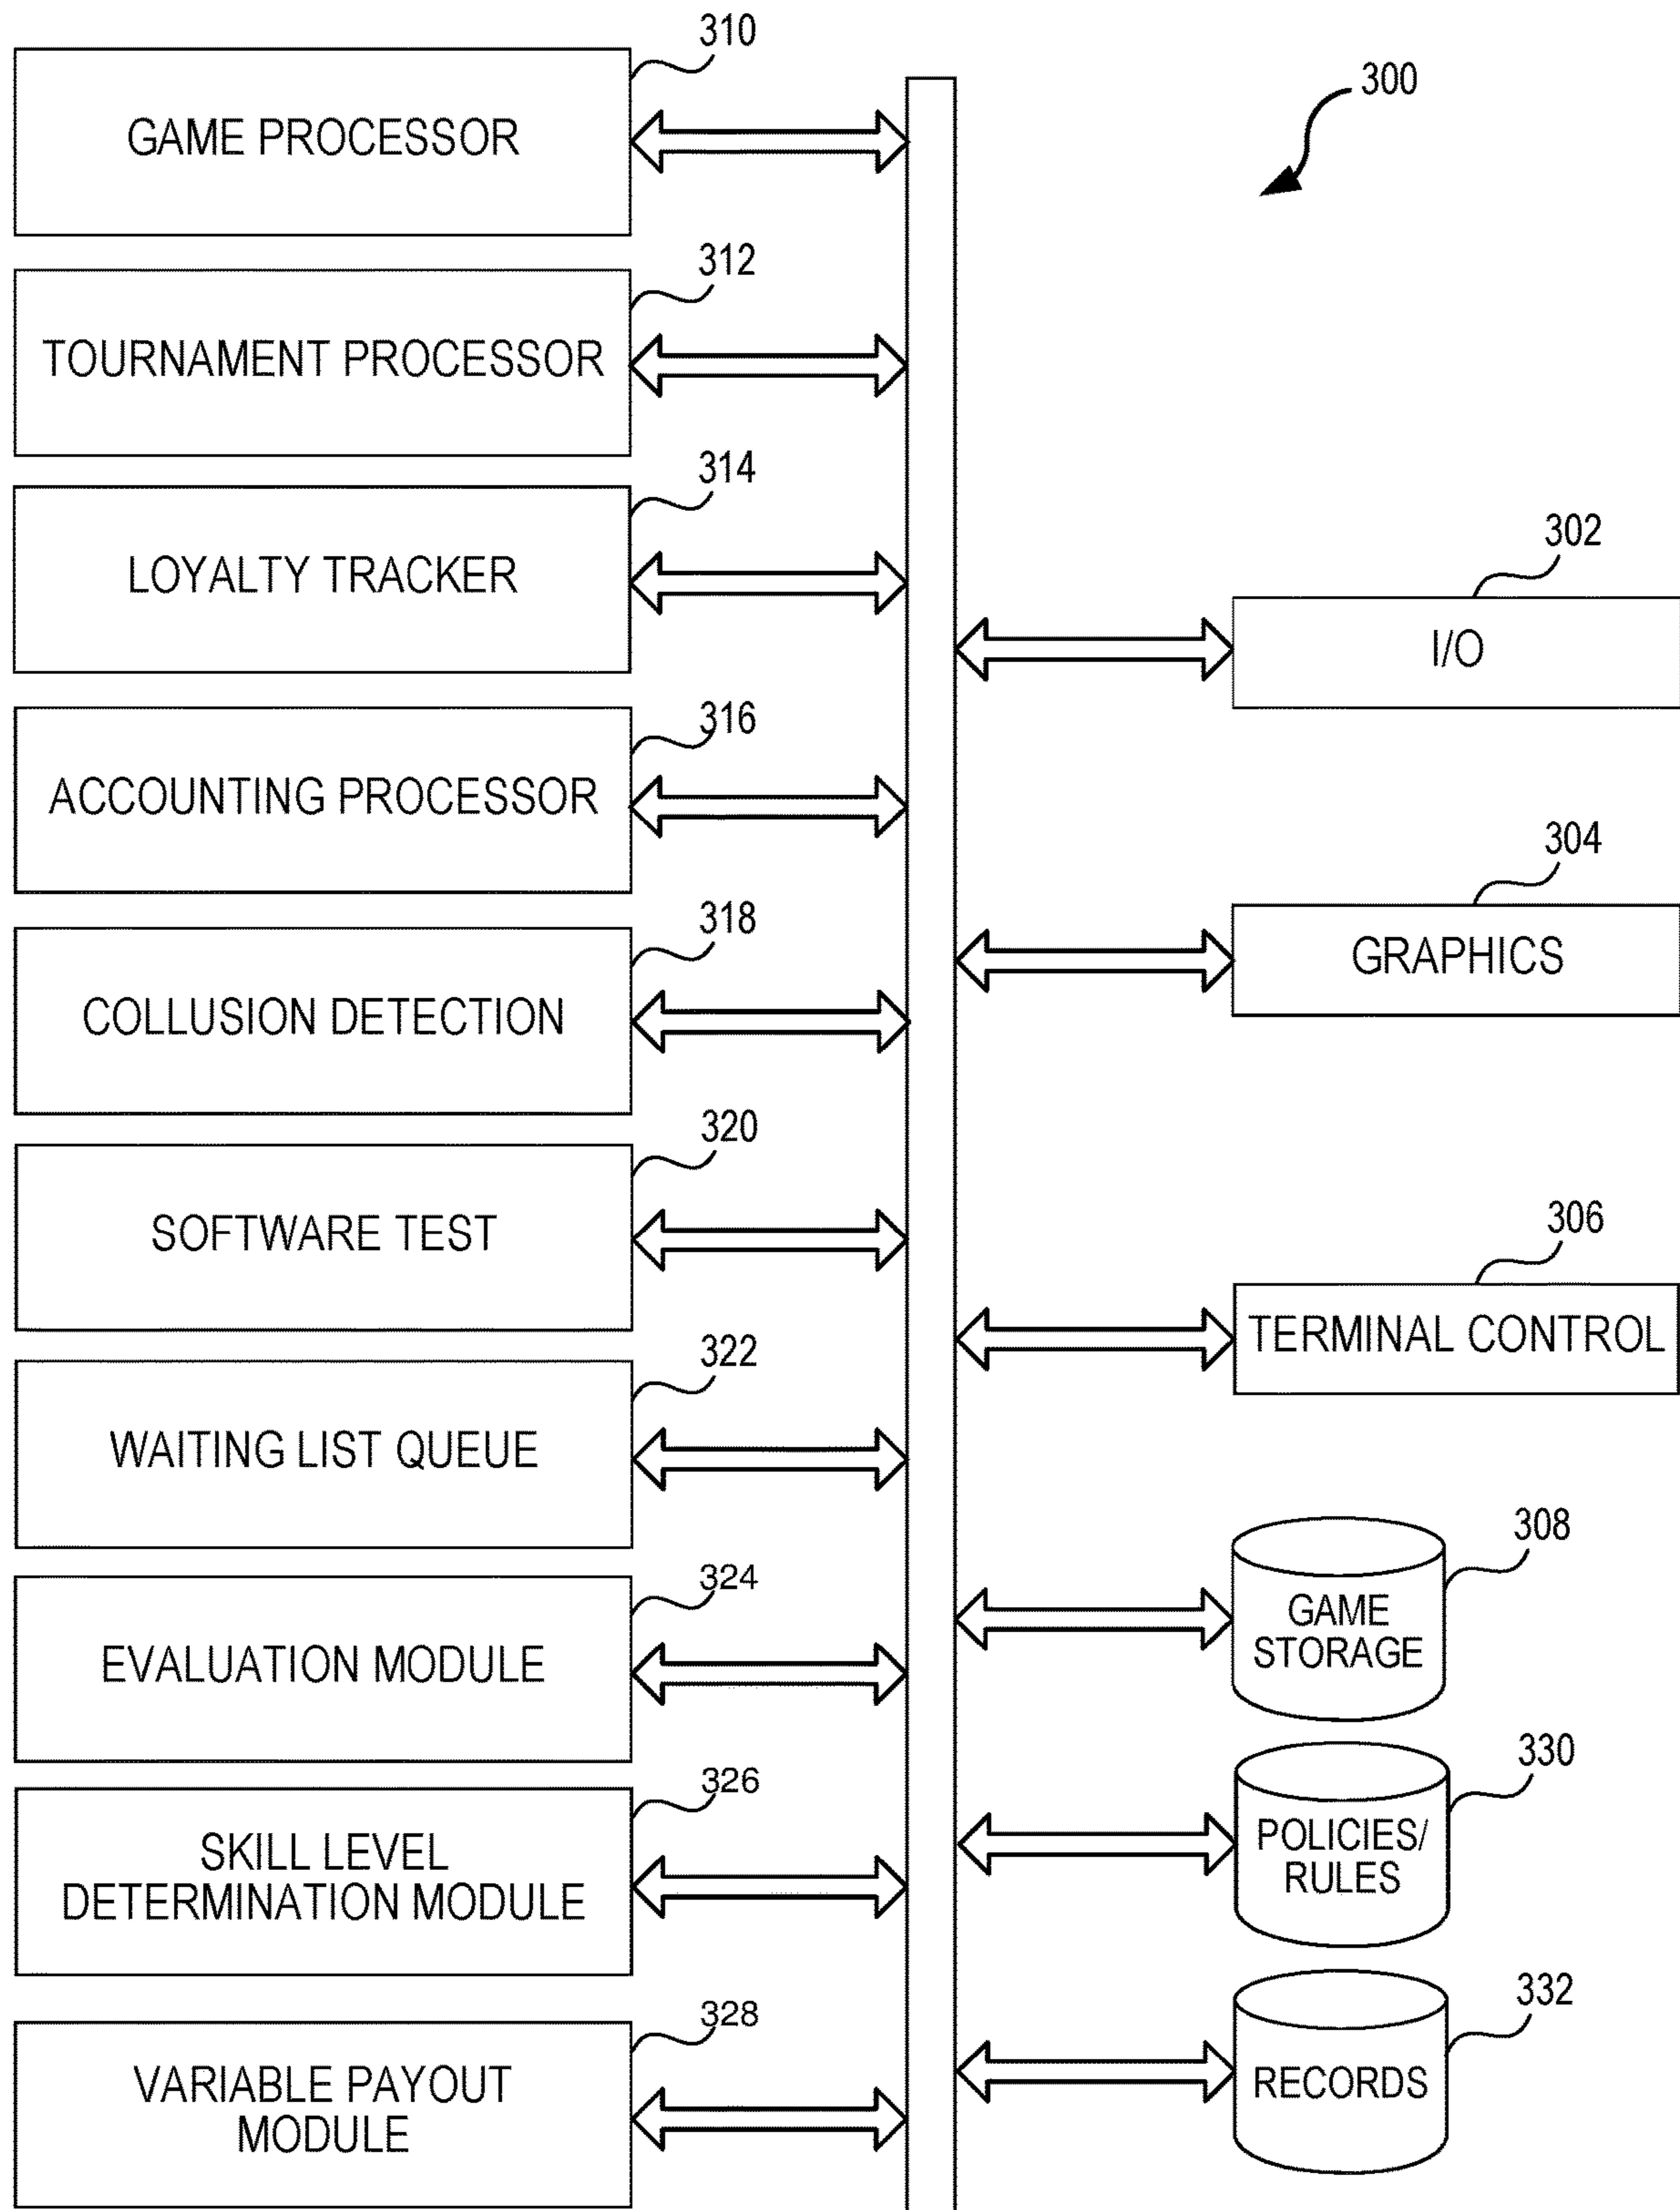 310
GAME PROCESSOR
300
312
TOURNAMENT PROCESSOR
314
LOYALTY TRACKER
302
I/O
316
ACCOUNTING PROCESSOR
304
GRAPHICS
318
COLLUSION DETECTION
320
SOFTWARE TEST
306
TERMINAL CONTROL
322
WAITING LIST QUEUE
308
GAME
STORAGE
324
EVALUATION MODULE
330
POLICIES/
RULES
326
SKILL LEVEL
DETERMINATION MODULE
332
RECORDS
328
VARIABLE PAYOUT
MODULE